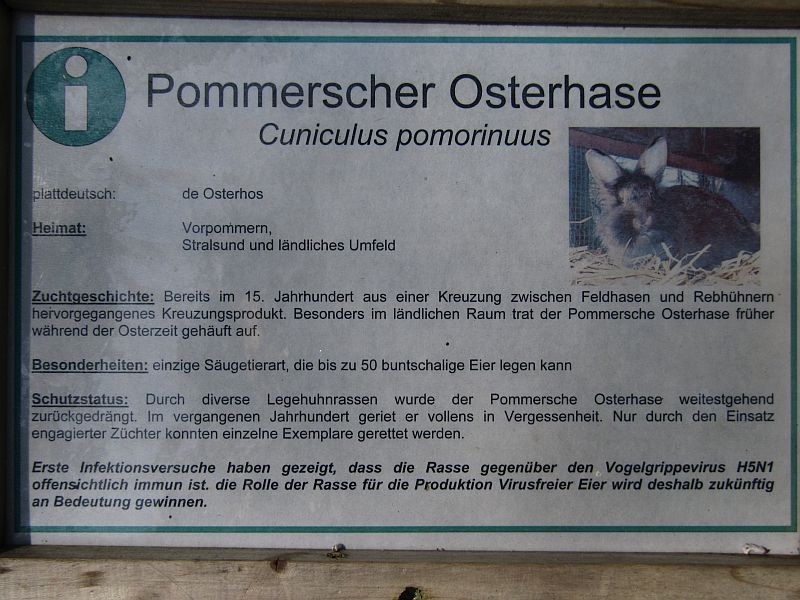 i
Pommerscher Osterhase
Cuniculus pomorinuus
plattdeutsch: de Osterhos
Heimat: Vorpommern,
Stralsund und ländliches Umfeld
Zuchtgeschichte: Bereits im 15. Jahrhundert aus einer Kreuzung zwischen Feldhasen und Rebhühnern
hervorgegangenes Kreuzungsprodukt. Besonders im ländlichen Raum trat der Pommersche Osterhase früher
während der Osterzeit gehäuft auf.
Besonderheiten: einzige Säugetierart, die bis zu 50 buntschalige Eier legen kann
Schutzstatus: Durch diverse Legehuhnrassen wurde der Pommersche Osterhase weitestgehend
zurückgedrängt. Im vergangenen Jahrhundert geriet er vollens in Vergessenheit. Nur durch den Einsatz
engagierter Züchter konnten einzelne Exemplare gerettet werden.
Erste Infektionsversuche haben gezeigt, dass die Rasse gegenüber den Vogelgrippevirus H5N1
offensichtlich immun ist. die Rolle der Rasse für die Produktion Virusfreier Eier wird deshalb zukünftig
an Bedeutung gewinnen.